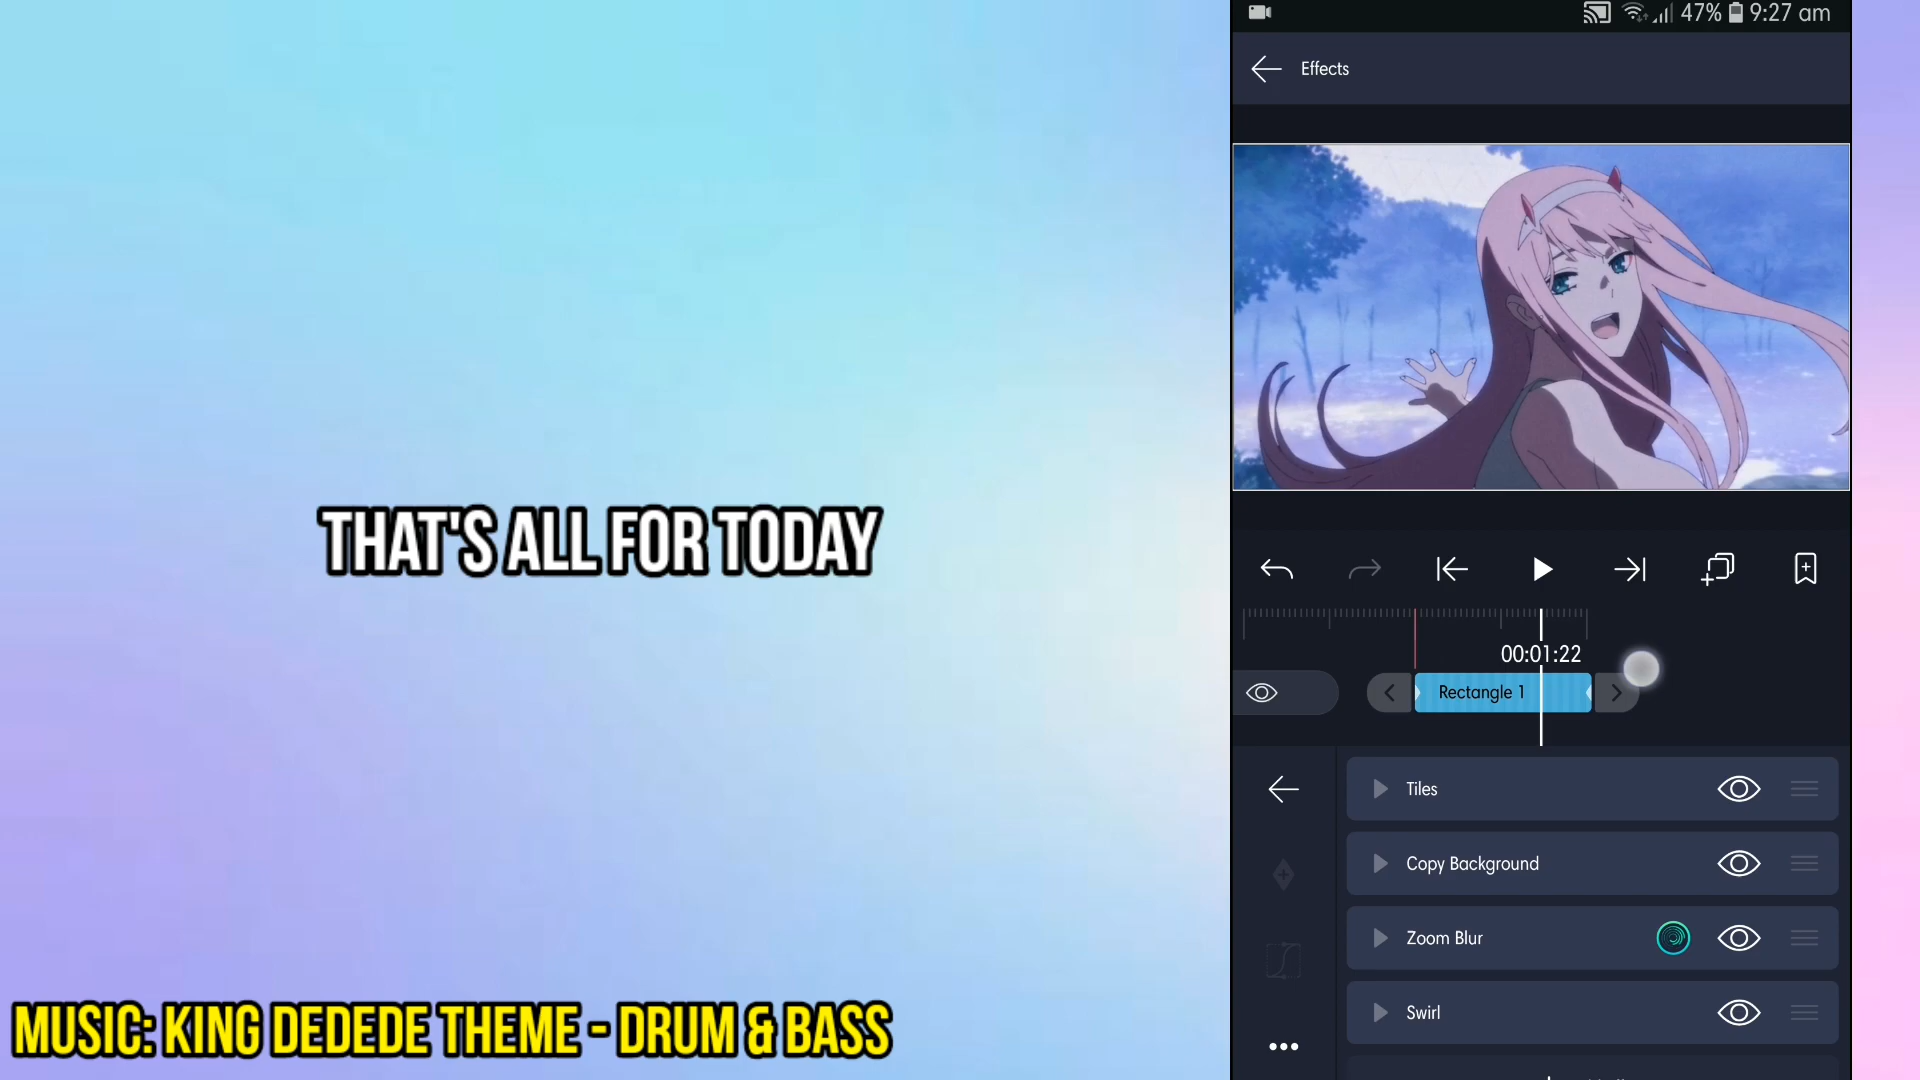 47% 9:27 am
Effects
THAT'S ALL FOR TODAY
00:01:22
Rectangle 1
Tiles
Copy Background
Zoom Blur
Swirl
MUSIC: KING DEDEDE THEME - DRUM & BASS